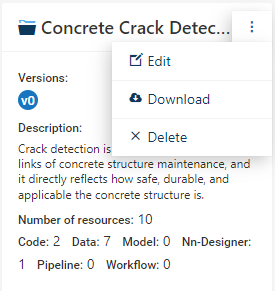 Concrete Crack Detec...
Edit
Download
Delete
Versions:
v0
Description:
Crack detection is
links of concrete structure maintenance, and
it directly reflects how safe, durable, and
applicable the concrete structure is.
Number of resources: 10
Code: 2 Data: 7 Model: 0 Nn-Designer:
1 Pipeline: 0 Workflow: 0